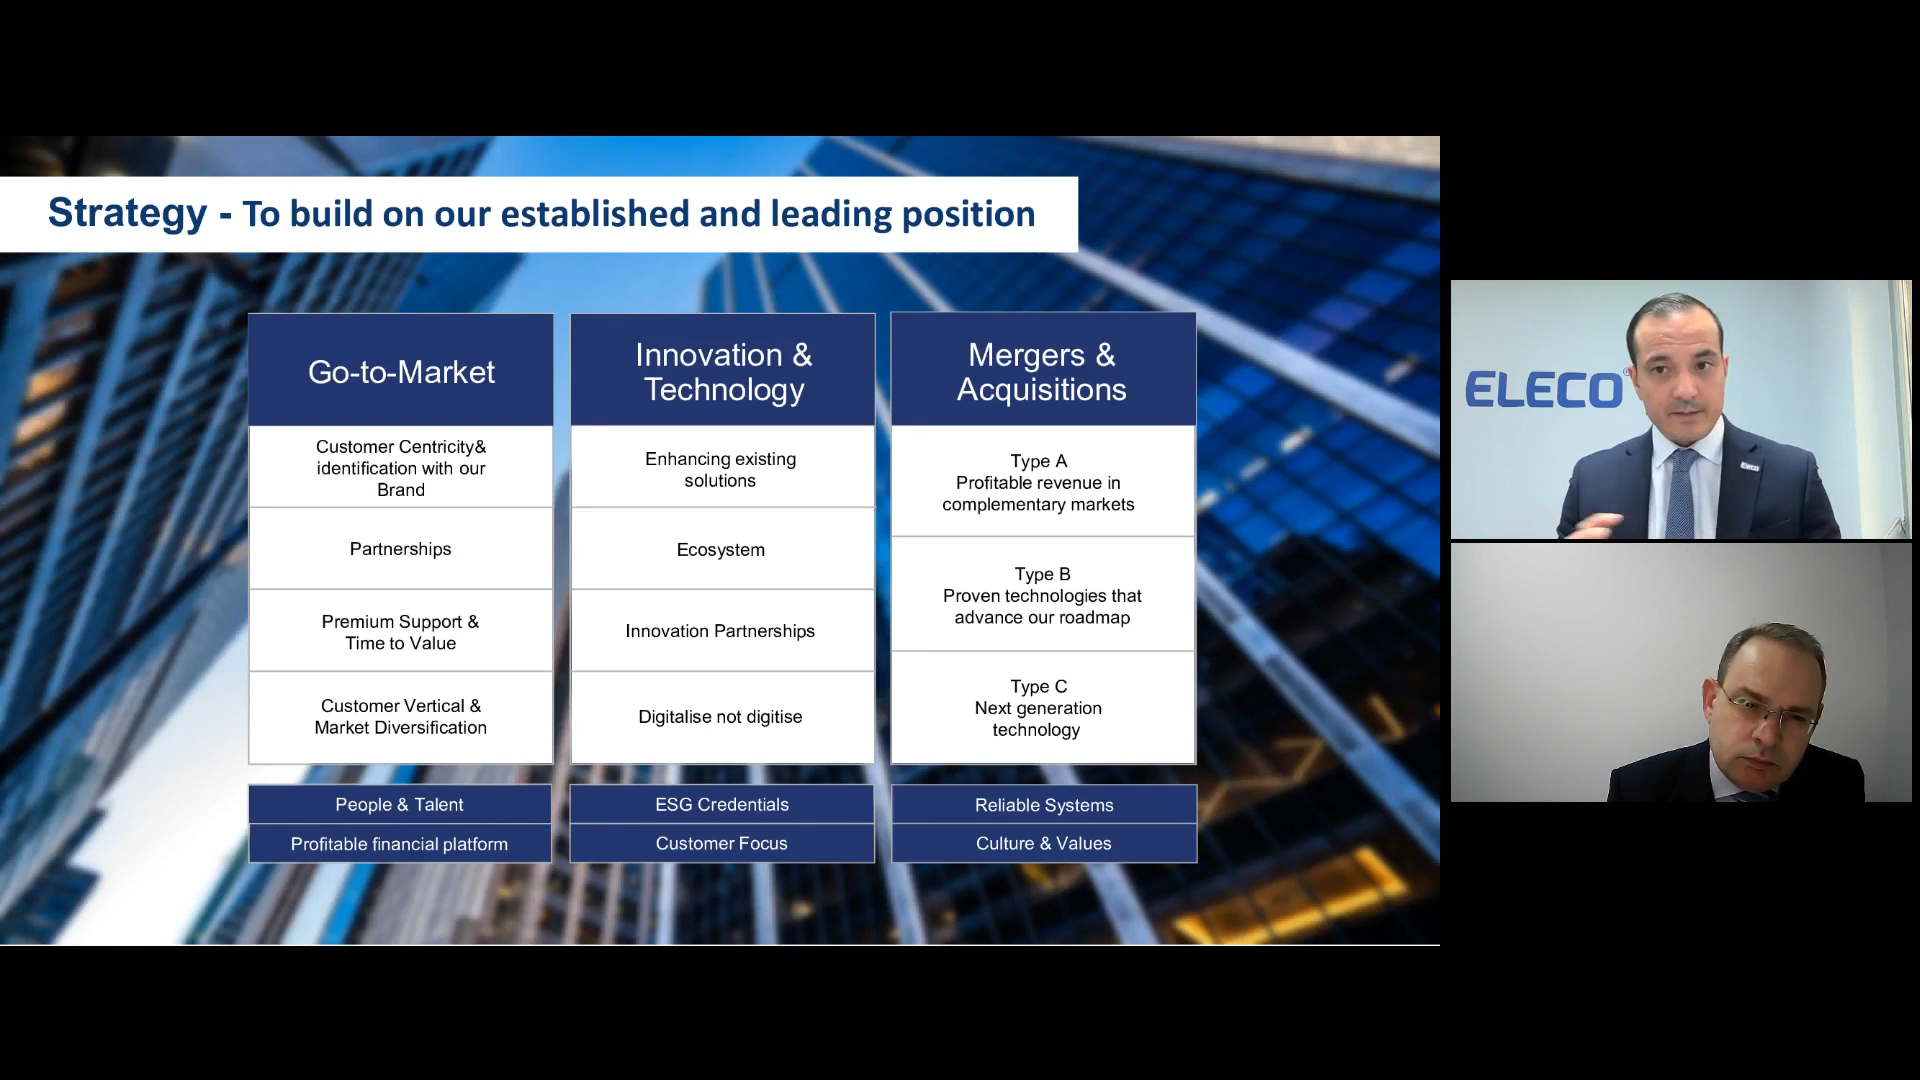 Strategy - To build on our established and leading position
Go-to-Market
Customer Centricity&
identification with our
Brand
Partnerships
Premium Support &
Time to Value
Customer Vertical &
Market Diversification
Innovation &
Technology
Enhancing existing
solutions
Ecosystem
Innovation Partnerships
Digitalise not digitise
Mergers &
Acquisitions
Type A
Profitable revenue in
complementary markets
Type B
Proven technologies that
advance our roadmap
Type C
Next generation
technology
People & Talent
ESG Credentials
Reliable Systems
Profitable financial platform
Customer Focus
Culture & Values
ELECO®
Eleco